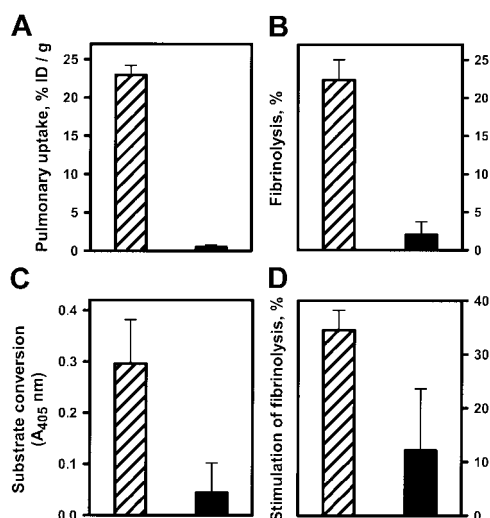 A
Pulmonary uptake, % ID / g
25
20
15
10
5
0
B
Fibrinolysis, %
25
20
15
10
5
0
C
Substrate conversion
(A405 nm)
0.4
0.3
0.2
0.1
0.0
D
Stimulation of fibrinolysis, %
40
30
20
10
0